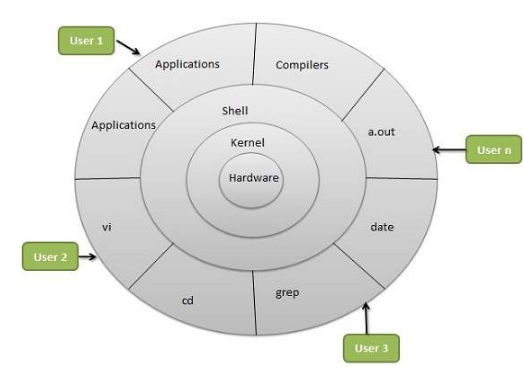 User 1
Applications
Compilers
Applications
Shell
a.out
Kernel
User n
Hardware
vi
date
User 2
cd
grep
User 3